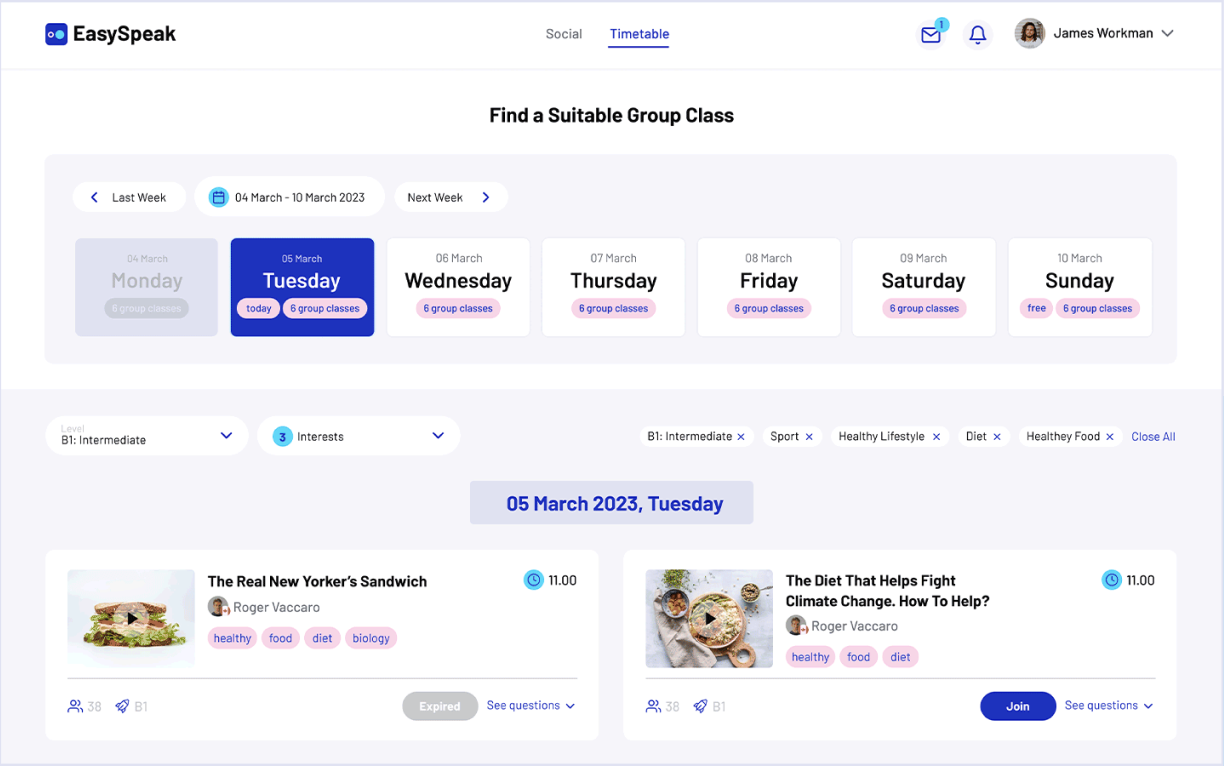 EasySpeak
Social
Timetable
1
James Workman
Find a Suitable Group Class
Last Week
04 March - 10 March 2023
Next Week
04 March
Monday
6 group classes
05 March
Tuesday
today
6 group classes
06 March
Wednesday
6 group classes
07 March
Thursday
6 group classes
08 March
Friday
6 group classes
09 March
Saturday
6 group classes
10 March
Sunday
free
6 group classes
Level
B1: Intermediate
3
Interests
B1: Intermediate
Sport
Healthy Lifestyle
Diet
Healthey Food
Close All
05 March 2023, Tuesday
The Real New Yorker's Sandwich
11.00
Roger Vaccaro
healthy
food
diet
biology
38
B1
Expired
See questions
The Diet That Helps Fight
Climate Change. How To Help?
11.00
Roger Vaccaro
healthy
food
diet
38
B1
Join
See questions